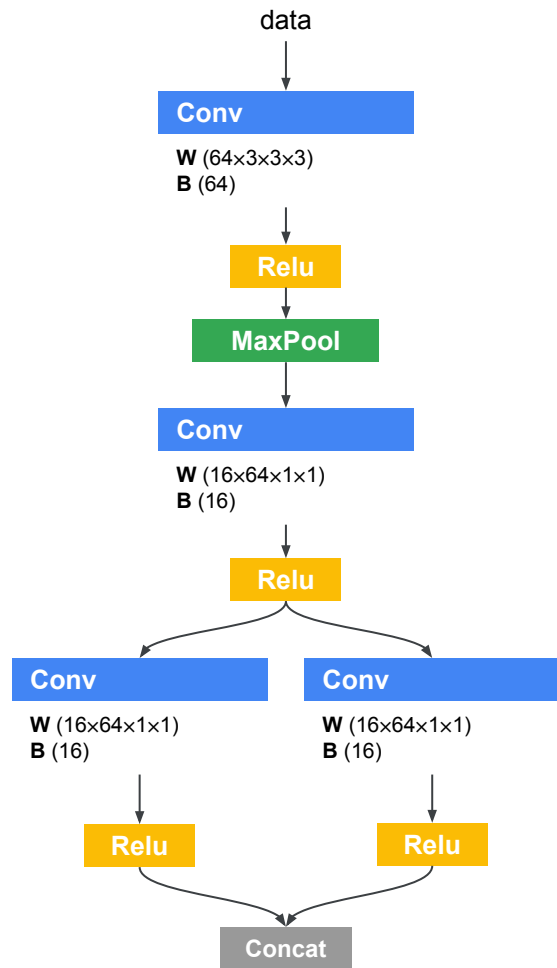 data
Conv
W (64×3×3×3)
B (64)
Relu
MaxPool
Conv
W (16×64×1×1)
B (16)
Relu
Conv
W (16×64×1×1)
B (16)
Conv
W (16×64×1×1)
B (16)
Relu
Relu
Concat